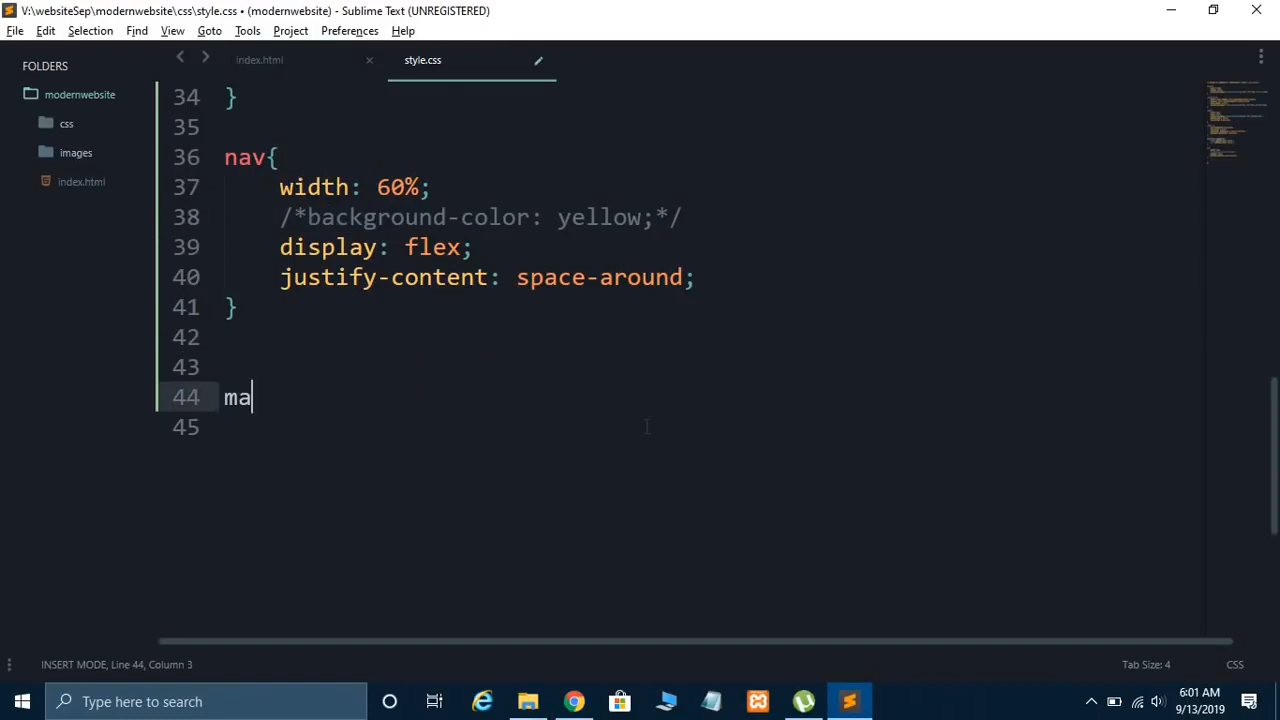 V:\websiteSep\modernwebsite\css\style.css • (modernwebsite) - Sublime Text (UNREGISTERED)
File Edit Selection Find View Goto Tools Project Preferences Help
FOLDERS
modernwebsite
css
images
index.html
index.html × style.css
34 }
35
36 nav{
37 width: 60%;
38 /*background-color: yellow;*/
39 display: flex;
40 justify-content: space-around;
41 }
42
43
44 ma
45
INSERT MODE, Line 44, Column 3 Tab Size: 4 CSS
Type here to search
6:01 AM
9/13/2019